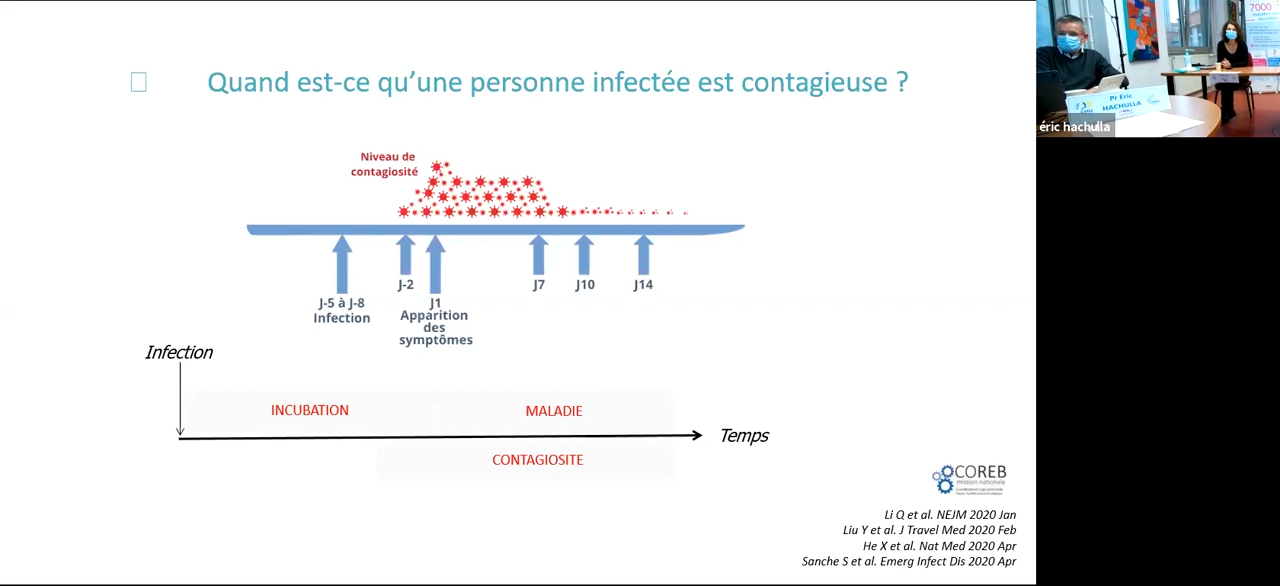 Quand est-ce qu'une personne infectée est contagieuse ?
Niveau de
contagiosité
J-2
J7
J10
J14
J-5 à J-8
Infection
J1
Apparition
des
symptômes
Infection
INCUBATION
MALADIE
Temps
CONTAGIOSITE
COREB
mission nationale
Li Q et al. NEJM 2020 Jan
Liu Y et al. J Travel Med 2020 Feb
He X et al. Nat Med 2020 Apr
Sanche S et al. Emerg Infect Dis 2020 Apr
7000
Pr Eric
HACHULLA
éric hachulla